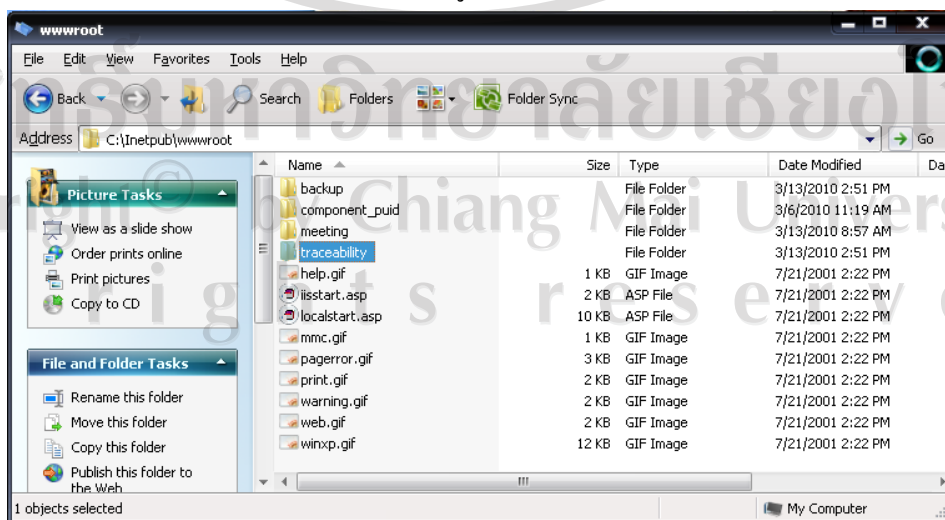 wwwroot
File Edit View Favorites Tools Help
Back Search Folders Folder Sync
Address C:\Inetpub\wwwroot Go
Picture Tasks
View as a slide show
Order prints online
Print pictures
Copy to CD
File and Folder Tasks
Rename this folder
Move this folder
Copy this folder
Publish this folder to
the Web
Name Size Type Date Modified Da
backup File Folder 3/13/2010 2:51 PM
component_puid File Folder 3/6/2010 11:19 AM
meeting File Folder 3/13/2010 8:57 AM
traceability File Folder 3/13/2010 2:51 PM
help.gif 1 KB GIF Image 7/21/2001 2:22 PM
iisstart.asp 2 KB ASP File 7/21/2001 2:22 PM
localstart.asp 10 KB ASP File 7/21/2001 2:22 PM
mmc.gif 1 KB GIF Image 7/21/2001 2:22 PM
pagerror.gif 3 KB GIF Image 7/21/2001 2:22 PM
print.gif 2 KB GIF Image 7/21/2001 2:22 PM
warning.gif 2 KB GIF Image 7/21/2001 2:22 PM
web.gif 2 KB GIF Image 7/21/2001 2:22 PM
winxp.gif 12 KB GIF Image 7/21/2001 2:22 PM
1 objects selected My Computer
by Chiang Mai Univers
rights reserv